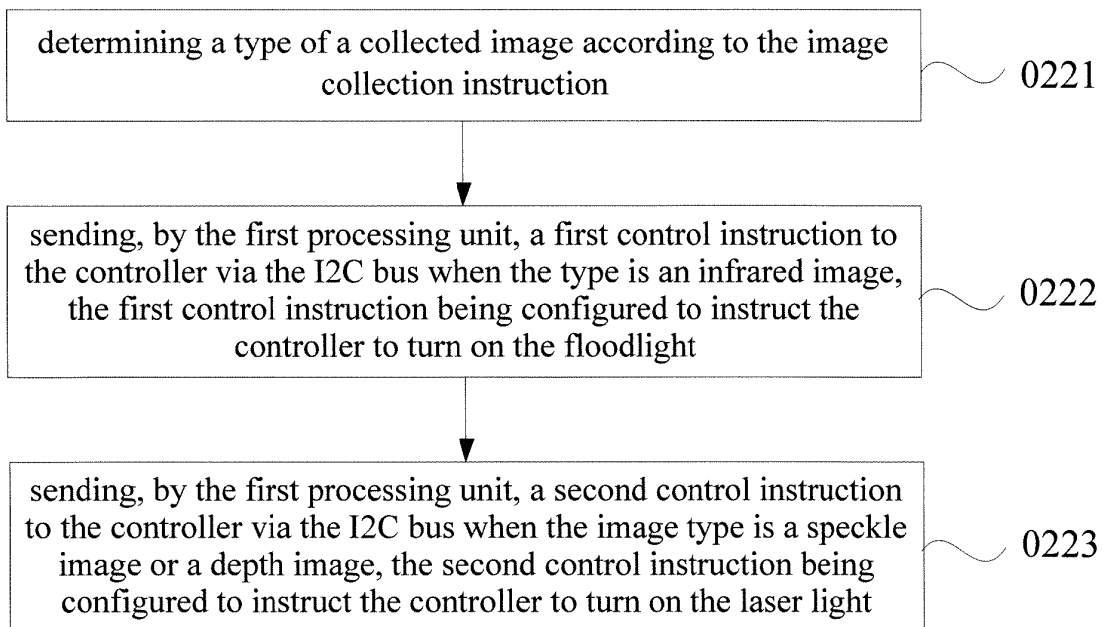 determining a type of a collected image according to the image
collection instruction
0221
sending, by the first processing unit, a first control instruction to
the controller via the I2C bus when the type is an infrared image,
the first control instruction being configured to instruct the
controller to turn on the floodlight
0222
sending, by the first processing unit, a second control instruction
to the controller via the I2C bus when the image type is a speckle
image or a depth image, the second control instruction being
configured to instruct the controller to turn on the laser light
0223